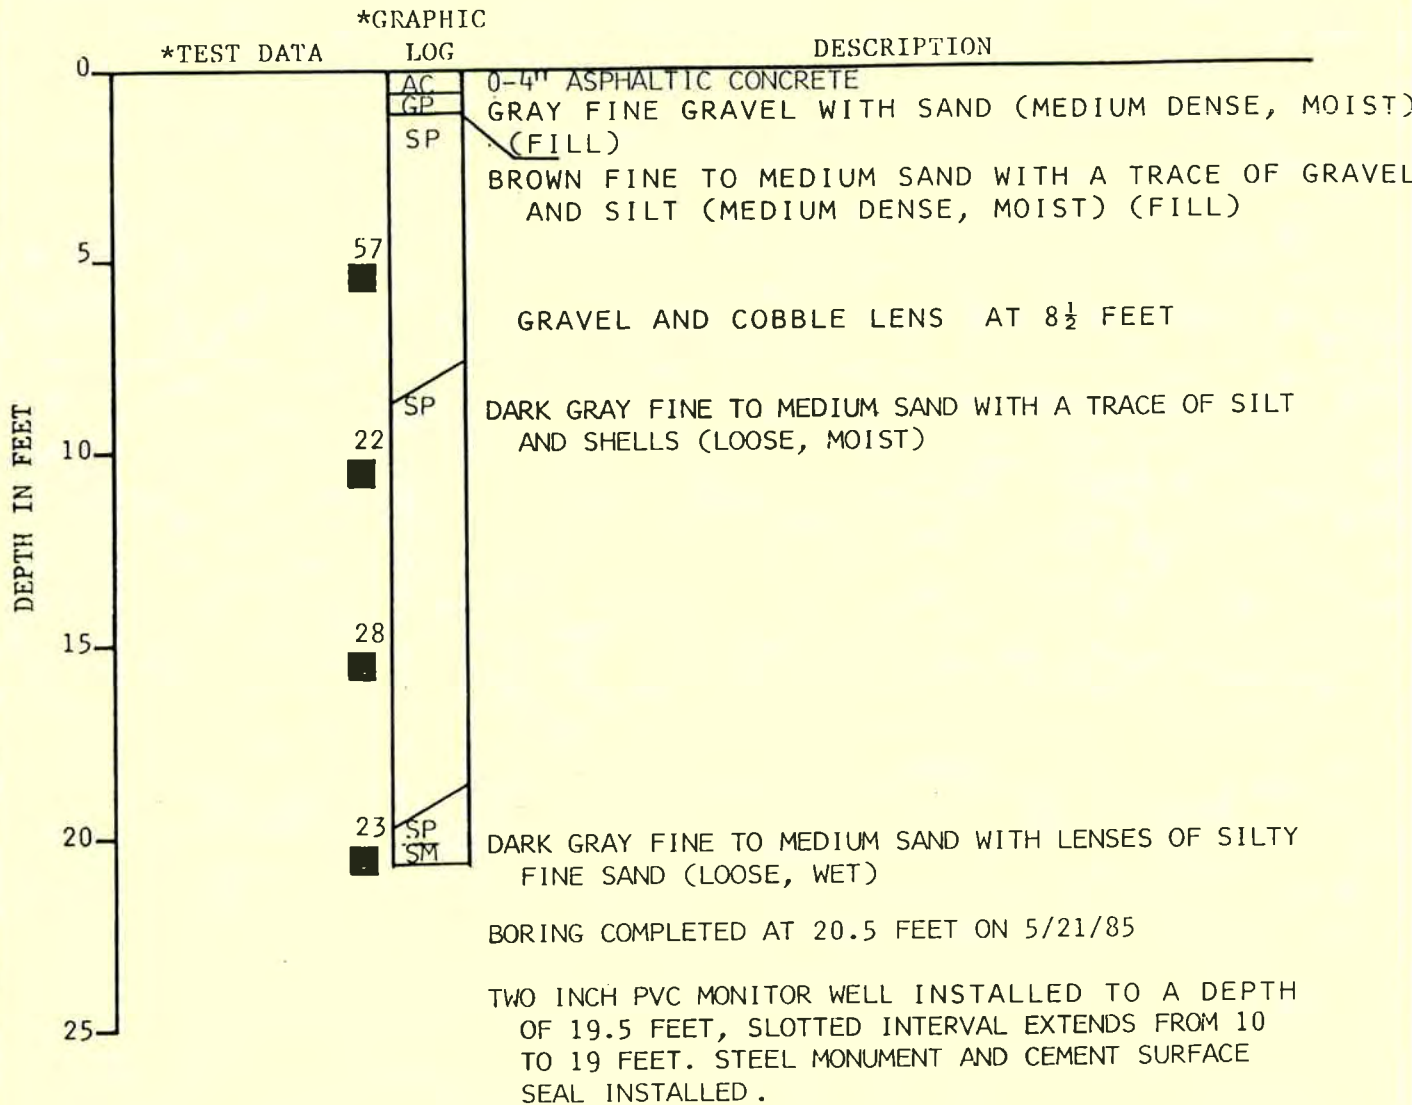 *GRAPHIC
*TEST DATA LOG DESCRIPTION
0
AC 0-4" ASPHALTIC CONCRETE
GP GRAY FINE GRAVEL WITH SAND (MEDIUM DENSE, MOIST)
(FILL)
SP
BROWN FINE TO MEDIUM SAND WITH A TRACE OF GRAVEL
AND SILT (MEDIUM DENSE, MOIST) (FILL)
5 57
GRAVEL AND COBBLE LENS AT 8½ FEET
SP DARK GRAY FINE TO MEDIUM SAND WITH A TRACE OF SILT
AND SHELLS (LOOSE, MOIST)
10 22
DEPTH IN FEET
15 28
20 23 SP
SM
DARK GRAY FINE TO MEDIUM SAND WITH LENSES OF SILTY
FINE SAND (LOOSE, WET)
BORING COMPLETED AT 20.5 FEET ON 5/21/85
TWO INCH PVC MONITOR WELL INSTALLED TO A DEPTH
OF 19.5 FEET, SLOTTED INTERVAL EXTENDS FROM 10
TO 19 FEET. STEEL MONUMENT AND CEMENT SURFACE
SEAL INSTALLED.
25